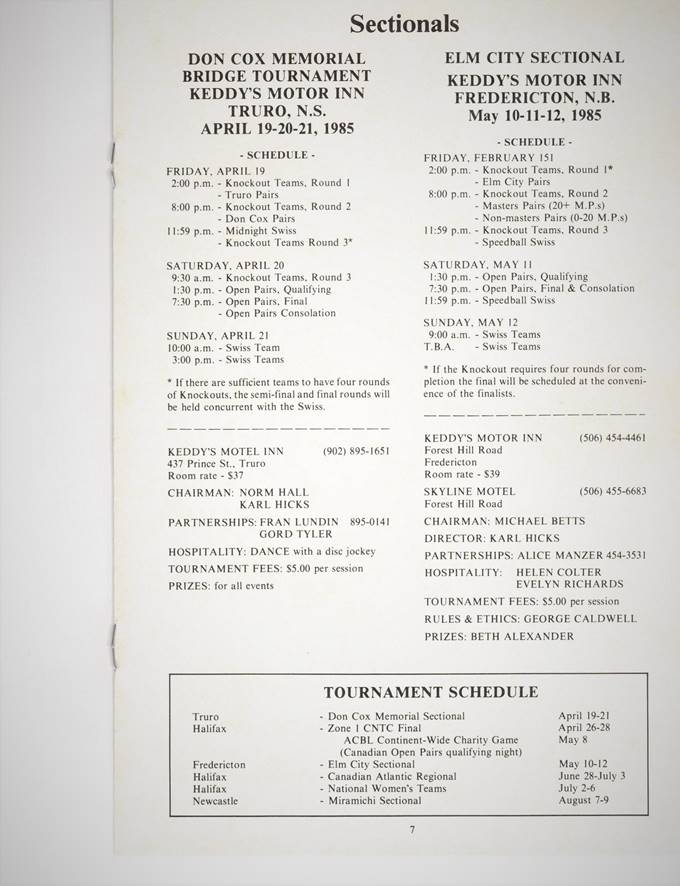 Sectionals
DON COX MEMORIAL
BRIDGE TOURNAMENT
KEDDY'S MOTOR INN
TRURO, N.S.
APRIL 19-20-21, 1985
- SCHEDULE -
FRIDAY, APRIL 19
2:00 p.m. - Knockout Teams, Round 1
- Truro Pairs
8:00 p.m. - Knockout Teams, Round 2
- Don Cox Pairs
11:59 p.m. - Midnight Swiss
- Knockout Teams Round 3*
SATURDAY, APRIL 20
9:30 a.m. - Knockout Teams, Round 3
1:30 p.m. - Open Pairs, Qualifying
7:30 p.m. - Open Pairs, Final
- Open Pairs Consolation
SUNDAY, APRIL 21
10:00 a.m. - Swiss Team
3:00 p.m. - Swiss Teams
* If there are sufficient teams to have four rounds
of Knockouts, the semi-final and final rounds will
be held concurrent with the Swiss.
KEDDY'S MOTEL INN (902) 895-1651
437 Prince St., Truro
Room rate - $37
CHAIRMAN: NORM HALL
KARL HICKS
PARTNERSHIPS: FRAN LUNDIN 895-0141
GORD TYLER
HOSPITALITY: DANCE with a disc jockey
TOURNAMENT FEES: $5.00 per session
PRIZES: for all events
ELM CITY SECTIONAL
KEDDY'S MOTOR INN
FREDERICTON, N.B.
May 10-11-12, 1985
- SCHEDULE -
FRIDAY, FEBRUARY 151
2:00 p.m. - Knockout Teams, Round 1*
- Elm City Pairs
8:00 p.m. - Knockout Teams, Round 2
- Masters Pairs (20+ M.P.s)
- Non-masters Pairs (0-20 M.P.s)
11:59 p.m. - Knockout Teams, Round 3
- Speedball Swiss
SATURDAY, MAY 11
1:30 p.m. - Open Pairs, Qualifying
7:30 p.m. - Open Pairs, Final & Consolation
11:59 p.m. - Speedball Swiss
SUNDAY, MAY 12
9:00 a.m. - Swiss Teams
T.B.A. - Swiss Teams
* If the Knockout requires four rounds for com-
pletion the final will be scheduled at the conveni-
ence of the finalists.
KEDDY'S MOTOR INN (506) 454-4461
Forest Hill Road
Fredericton
Room rate - $39
SKYLINE MOTEL (506) 455-6683
Forest Hill Road
CHAIRMAN: MICHAEL BETTS
DIRECTOR: KARL HICKS
PARTNERSHIPS: ALICE MANZER 454-3531
HOSPITALITY: HELEN COLTER
EVELYN RICHARDS
TOURNAMENT FEES: $5.00 per session
RULES & ETHICS: GEORGE CALDWELL
PRIZES: BETH ALEXANDER
TOURNAMENT SCHEDULE
Truro - Don Cox Memorial Sectional April 19-21
Halifax - Zone 1 CNTC Final April 26-28
ACBL Continent-Wide Charity Game May 8
(Canadian Open Pairs qualifying night)
Fredericton - Elm City Sectional May 10-12
Halifax - Canadian Atlantic Regional June 28-July 3
Halifax - National Women's Teams July 2-6
Newcastle - Miramichi Sectional August 7-9
7